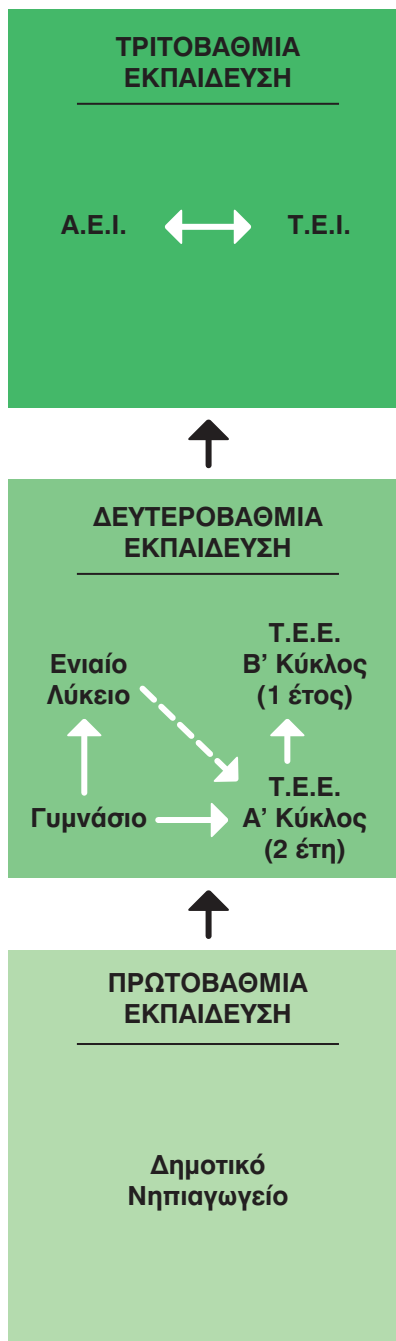 ΤΡΙΤΟΒΑΘΜΙΑ
ΕΚΠΑΙΔΕΥΣΗ
Α.Ε.Ι.
Τ.Ε.Ι.
ΔΕΥΤΕΡΟΒΑΘΜΙΑ
ΕΚΠΑΙΔΕΥΣΗ
Ενιαίο
Λύκειο
Τ.Ε.Ε.
Β’ Κύκλος
(1 έτος)
Γυμνάσιο
Τ.Ε.Ε.
Α’ Κύκλος
(2 έτη)
ΠΡΩΤΟΒΑΘΜΙΑ
ΕΚΠΑΙΔΕΥΣΗ
Δημοτικό
Νηπιαγωγείο